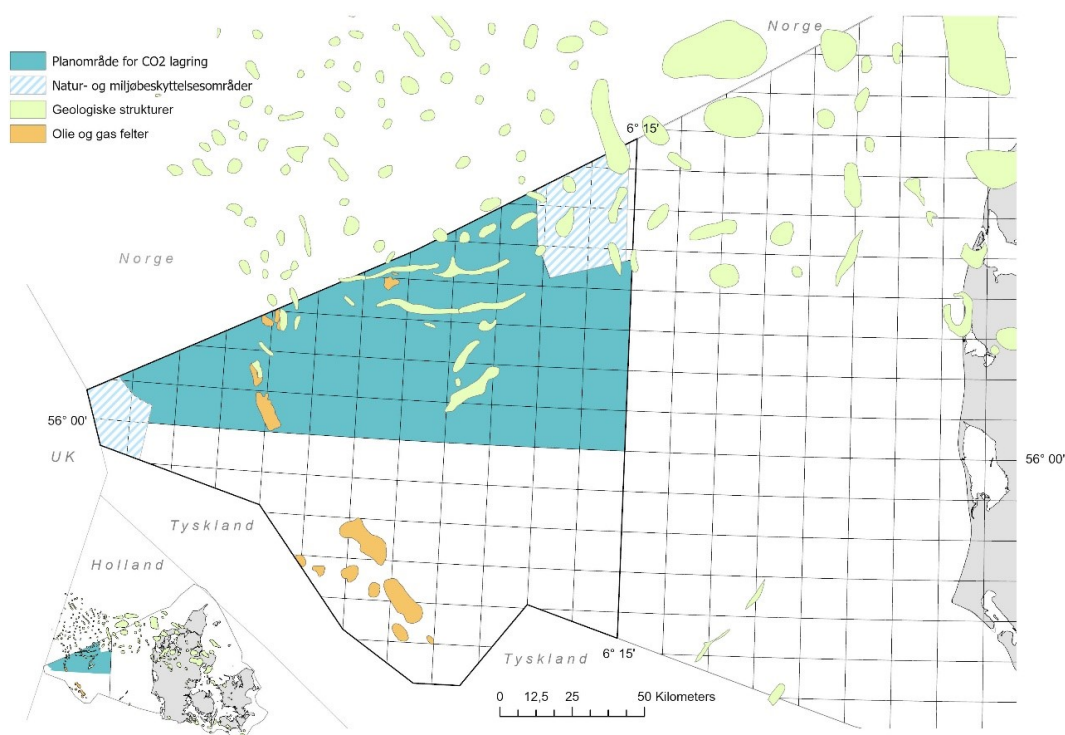 Norge
Planområde for CO2 lagring
Natur- og miljøbeskyttelsesområder
Geologiske strukturer
Olie og gas felter
6° 15'
Norge
56° 00'
UK
56° 00'
Tyskland
Holland
Tyskland
6° 15'
0 12,5 25 50 Kilometers